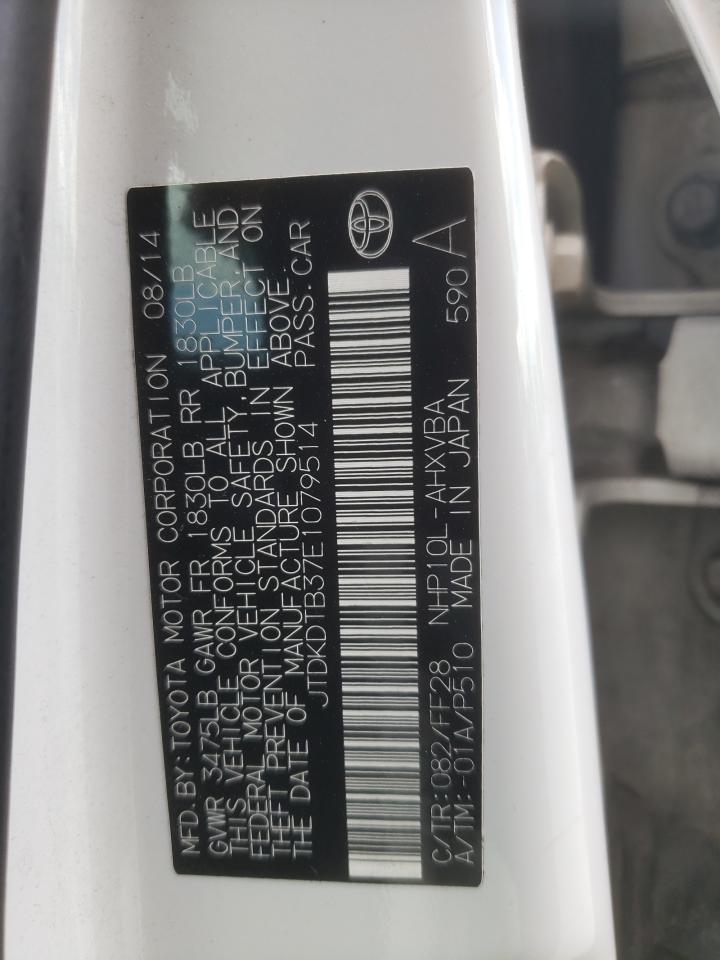 MFD.BY:TOYOTA MOTOR CORPORATION 08/14
GVWR 3475LB GAWR FR 1830LB RR 1830LB
THIS VEHICLE CONFORMS TO ALL APPLICABLE
FEDERAL MOTOR VEHICLE SAFETY,BUMPER,AND
THEFT PREVENTION STANDARDS IN EFFECT ON
THE DATE OF MANUFACTURE SHOWN ABOVE.
JTDKDTB37E1079514 PASS.CAR
C/TR:082/FF28 NHP10L-AHXVBA 590A
A/TM:-01A/P510 MADE IN JAPAN